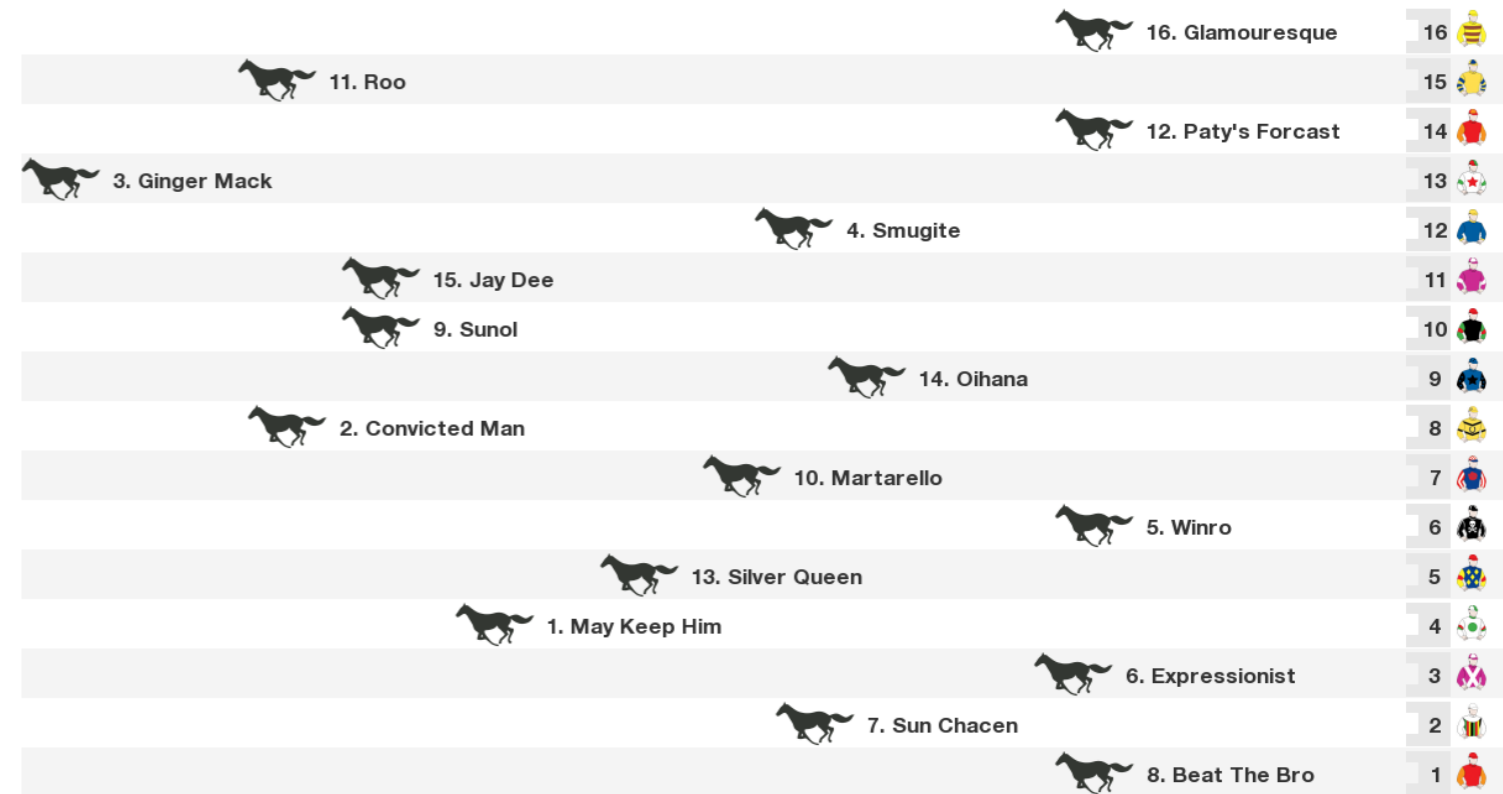 16. Glamouresque 16
11. Roo 15
12. Paty's Forcast 14
3. Ginger Mack 13
4. Smugite 12
15. Jay Dee 11
9. Sunol 10
14. Oihana 9
2. Convicted Man 8
10. Martarello 7
5. Winro 6
13. Silver Queen 5
1. May Keep Him 4
6. Expressionist 3
7. Sun Chacen 2
8. Beat The Bro 1